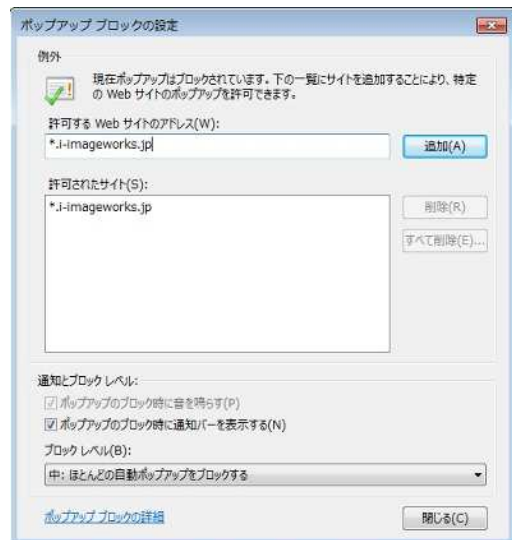 ポップアップ ブロックの設定
例外
現在ポップアップはブロックされています。下の一覧にサイトを追加することにより、特定
の Web サイトのポップアップを許可できます。
許可する Web サイトのアドレス(W):
*.i-imageworks.jp
追加(A)
許可されたサイト(S):
*.i-imageworks.jp
削除(R)
すべて削除(E)...
通知とブロック レベル:
ポップアップのブロック時に音を鳴らす(P)
ポップアップのブロック時に通知バーを表示する(N)
ブロック レベル(B):
中: ほとんどの自動ポップアップをブロックする
ポップアップ ブロックの詳細
閉じる(C)